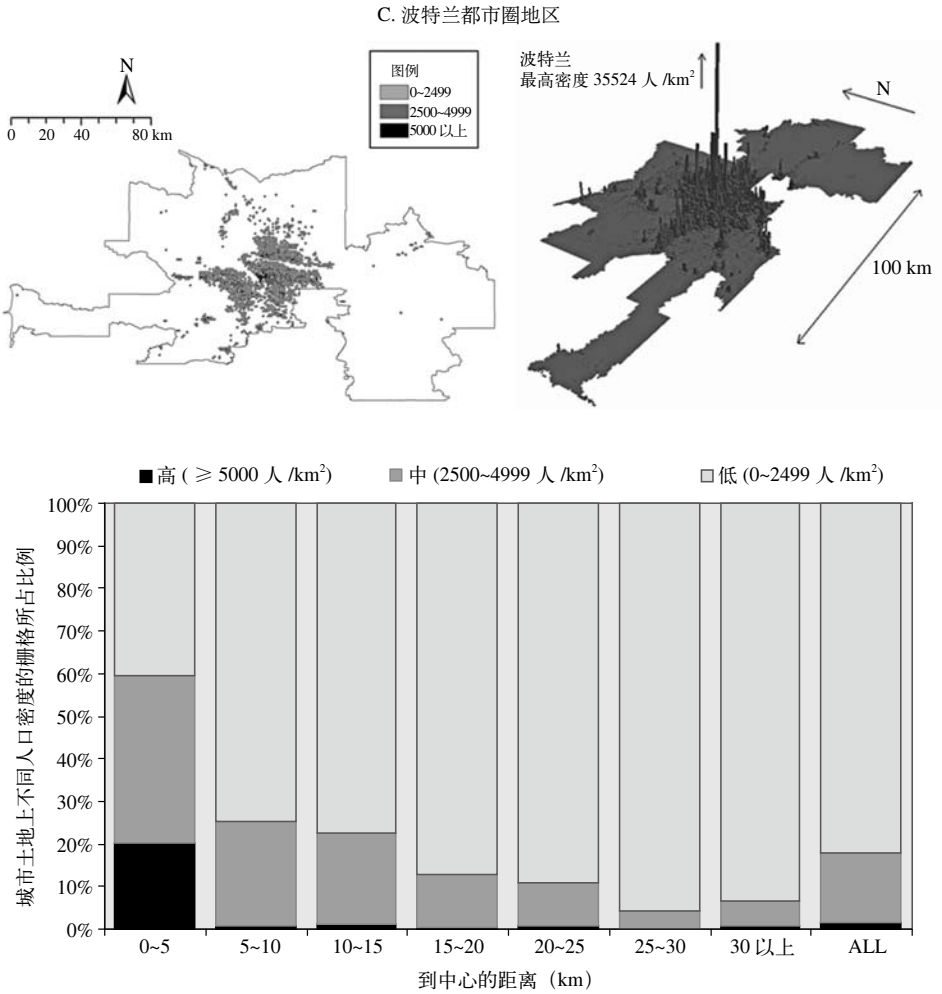 C. 波特兰都市圈地区
N
0 20 40 60 80 km
图例
0~2499
2500~4999
5000 以上
波特兰
最高密度 35524 人 /km²
N
100 km
高 ( ≥ 5000 人 /km²)
中 (2500~4999 人 /km²)
低 (0~2499 人 /km²)
城市土地上不同人口密度的栅格所占比例
100%
90%
80%
70%
60%
50%
40%
30%
20%
10%
0%
0~5 5~10 10~15 15~20 20~25 25~30 30 以上 ALL
到中心的距离（km）